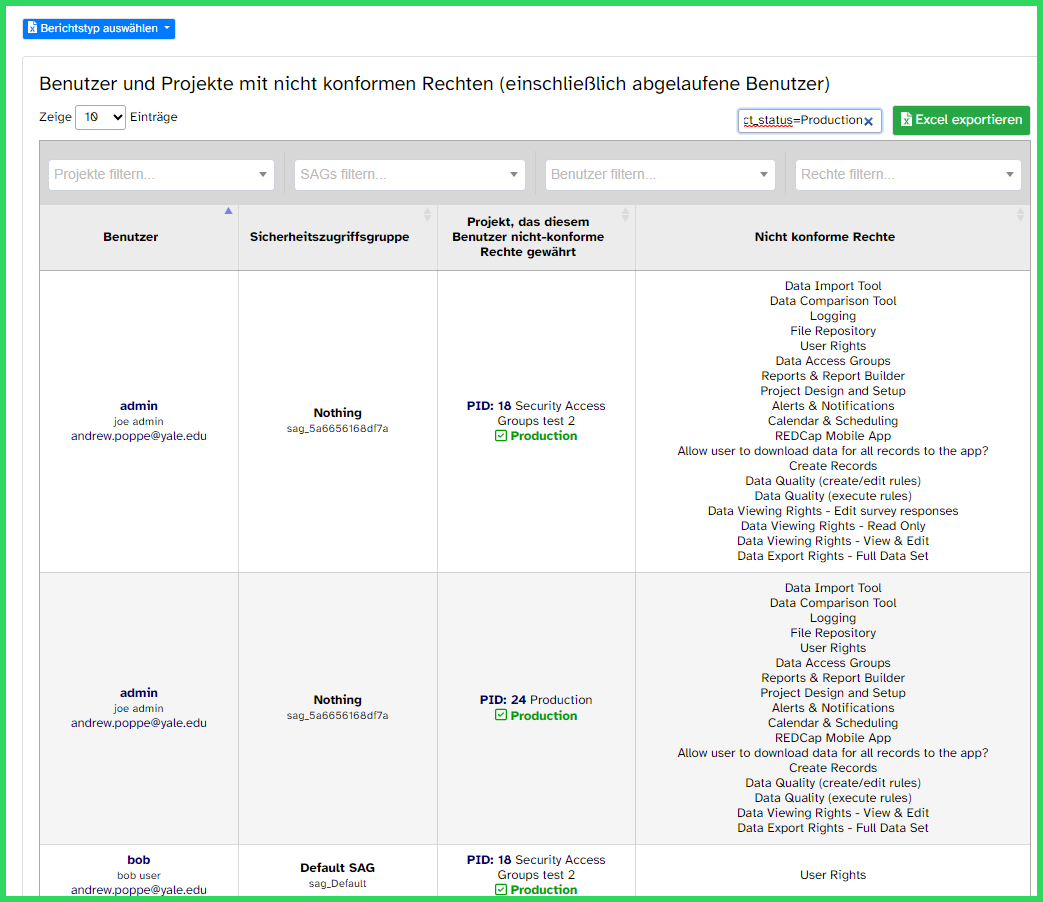 Berichtstyp auswählen
Benutzer und Projekte mit nicht konformen Rechten (einschließlich abgelaufene Benutzer)
Zeige 10 Einträge
ct_status=Production
Excel exportieren
Projekte filtern...
SAGs filtern...
Benutzer filtern...
Rechte filtern...
Benutzer
Sicherheitszugriffsgruppe
Projekt, das diesem
Benutzer nicht-konforme
Rechte gewährt
Nicht konforme Rechte
admin
joe admin
andrew.poppe@yale.edu
Nothing
sag_5a6656168df7a
PID: 18 Security Access
Groups test 2
Production
Data Import Tool
Data Comparison Tool
Logging
File Repository
User Rights
Data Access Groups
Reports & Report Builder
Project Design and Setup
Alerts & Notifications
Calendar & Scheduling
REDCap Mobile App
Allow user to download data for all records to the app?
Create Records
Data Quality (create/edit rules)
Data Quality (execute rules)
Data Viewing Rights - Edit survey responses
Data Viewing Rights - Read Only
Data Viewing Rights - View & Edit
Data Export Rights - Full Data Set
admin
joe admin
andrew.poppe@yale.edu
Nothing
sag_5a6656168df7a
PID: 24 Production
Production
Data Import Tool
Data Comparison Tool
Logging
File Repository
User Rights
Data Access Groups
Reports & Report Builder
Project Design and Setup
Alerts & Notifications
Calendar & Scheduling
REDCap Mobile App
Allow user to download data for all records to the app?
Create Records
Data Quality (create/edit rules)
Data Quality (execute rules)
Data Viewing Rights - View & Edit
Data Export Rights - Full Data Set
bob
bob user
andrew.poppe@yale.edu
Default SAG
sag_Default
PID: 18 Security Access
Groups test 2
Production
User Rights